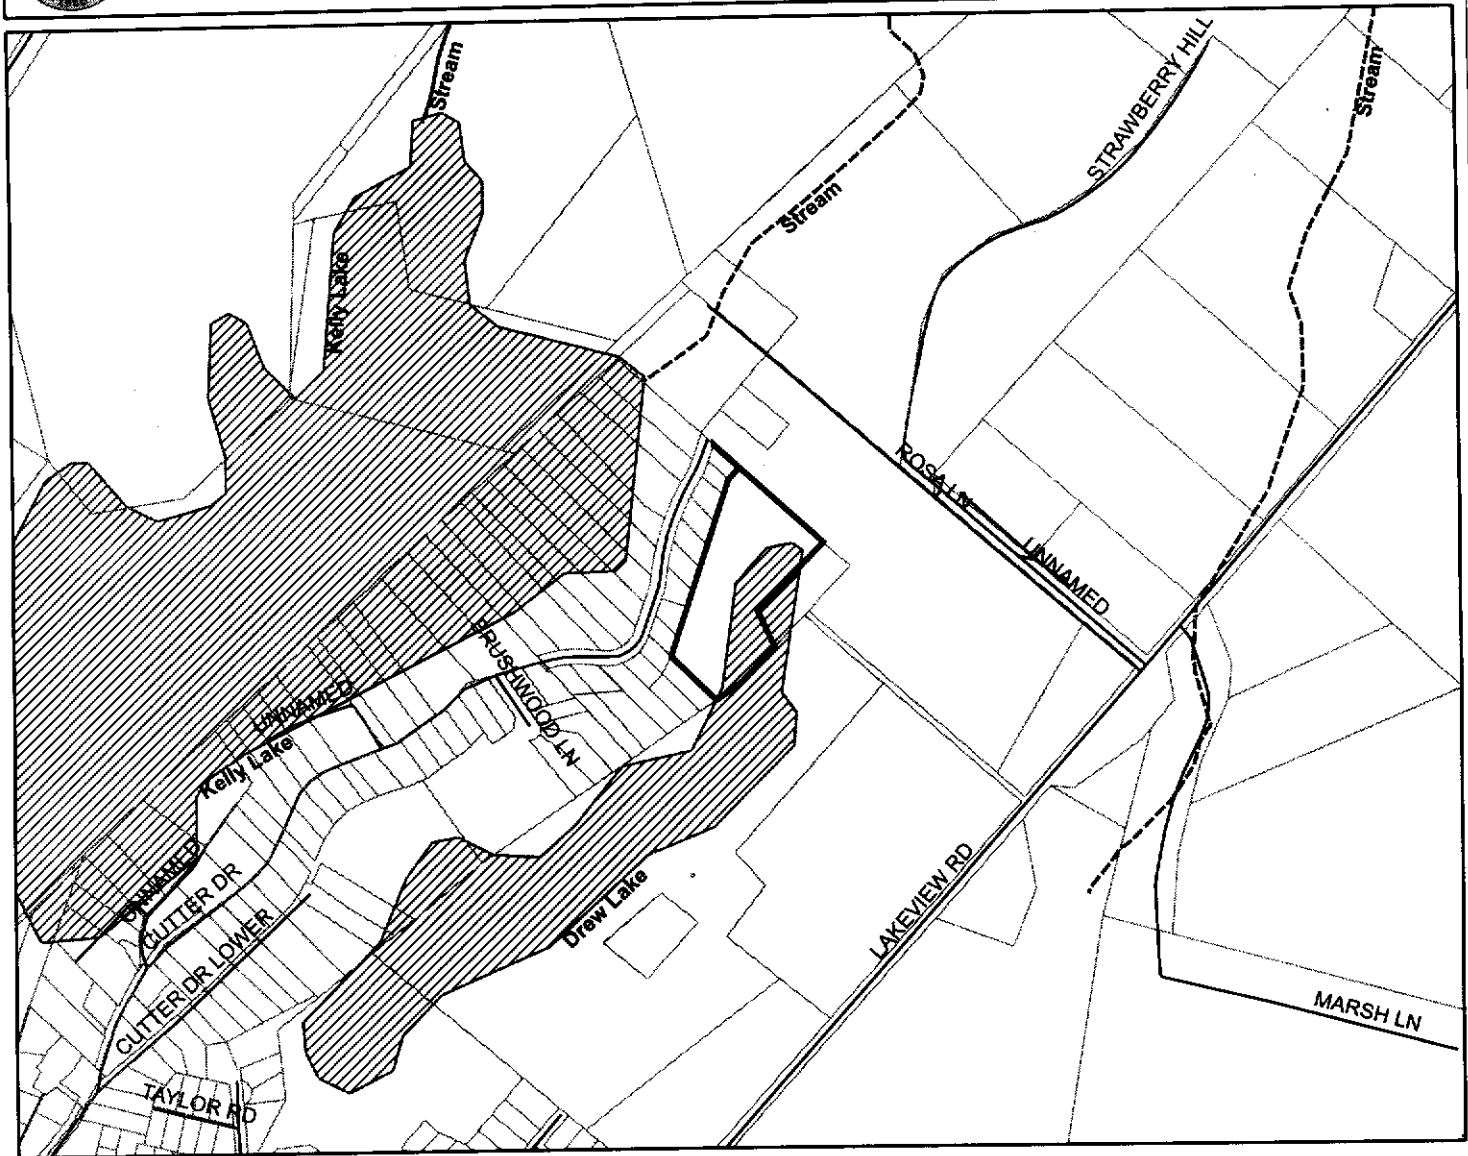 Stream
STRAWBERRY HILL
Stream
Stream
Kelly Lake
ROSA LN
UNNAMED
BRUSHWOOD LN
UNNAMED
Kelly Lake
UNNAMED
CUTTER DR
CUTTER DR LOWER
Drew Lake
LAKEVIEW RD
MARSH LN
TAYLOR RD